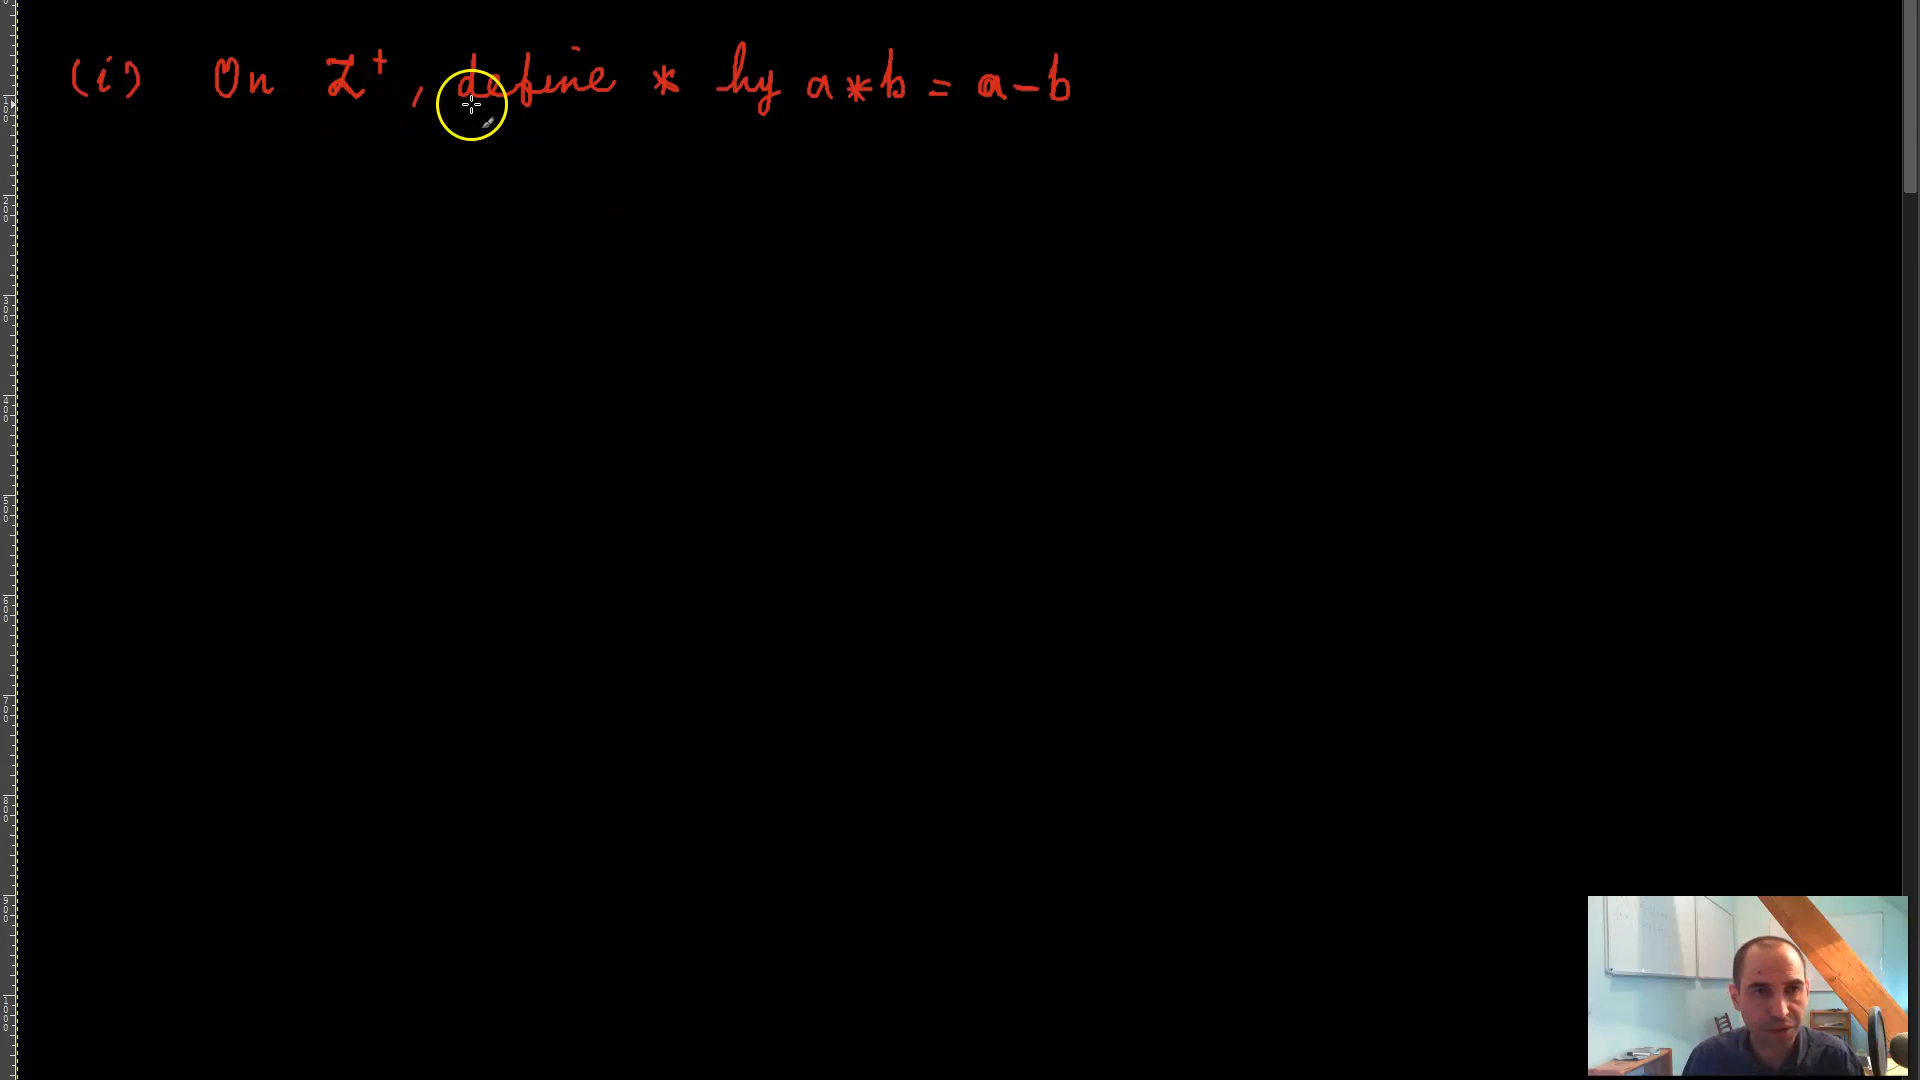 (i) On Z⁺, define * by a*b = a-b